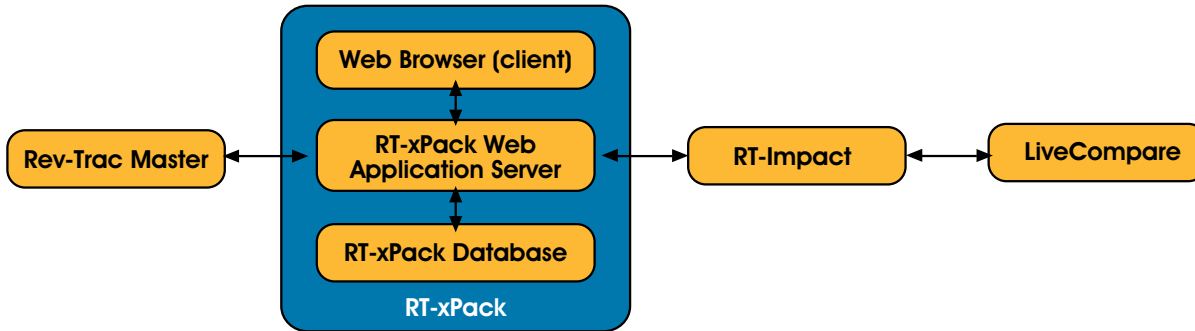 Web Browser (client)
Rev-Trac Master
RT-xPack Web
Application Server
RT-Impact
LiveCompare
RT-xPack Database
RT-xPack